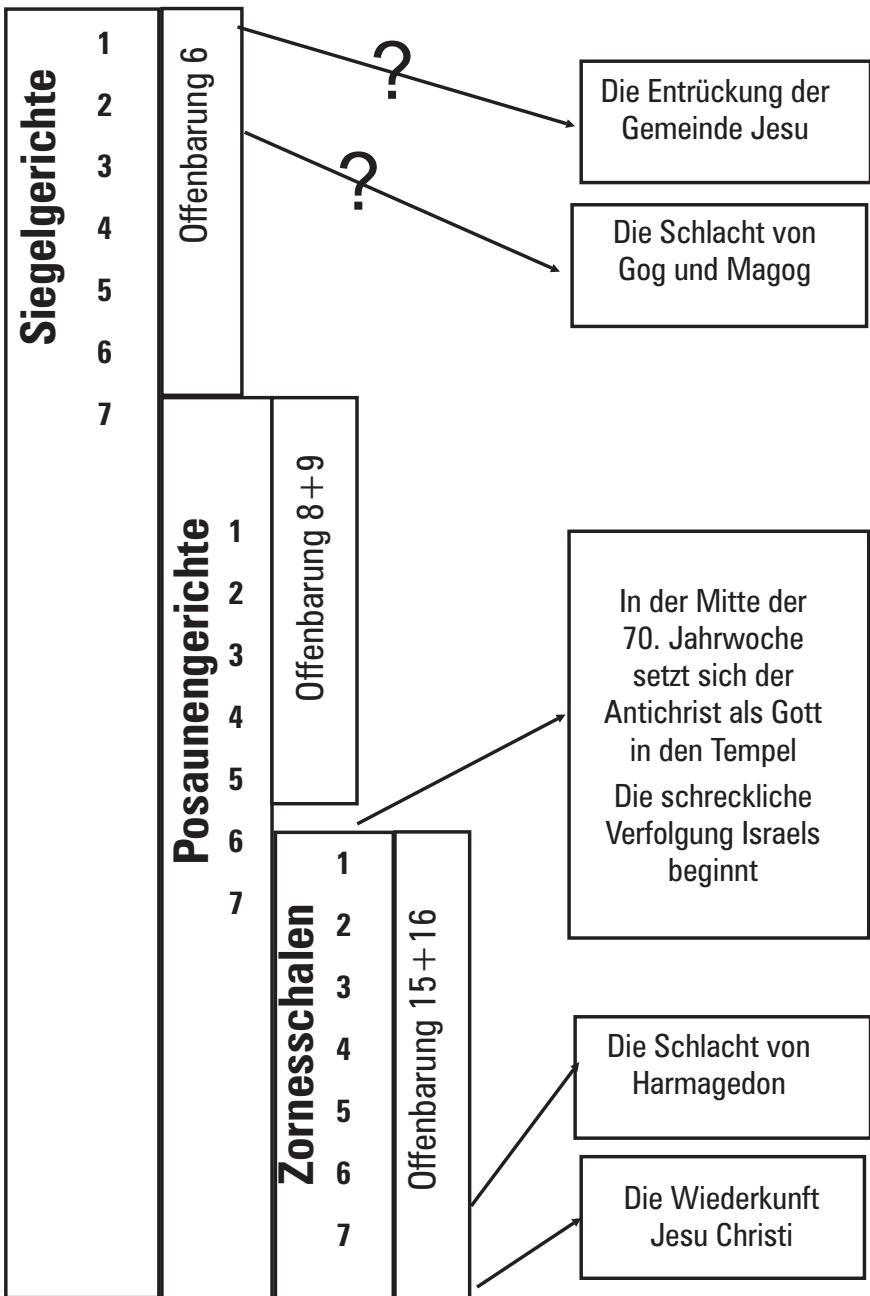 Siegelgerichte
1
2
3
4
5
6
7
Offenbarung 6
?
?
Die Entrückung der
Gemeinde Jesu
Die Schlacht von
Gog und Magog
Posaunengerichte
1
2
3
4
5
6
7
Offenbarung 8+9
In der Mitte der
70. Jahrwoche
setzt sich der
Antichrist als Gott
in den Tempel
Die schreckliche
Verfolgung Israels
beginnt
Zornesschalen
1
2
3
4
5
6
7
Offenbarung 15+16
Die Schlacht von
Harmagedon
Die Wiederkunft
Jesu Christi